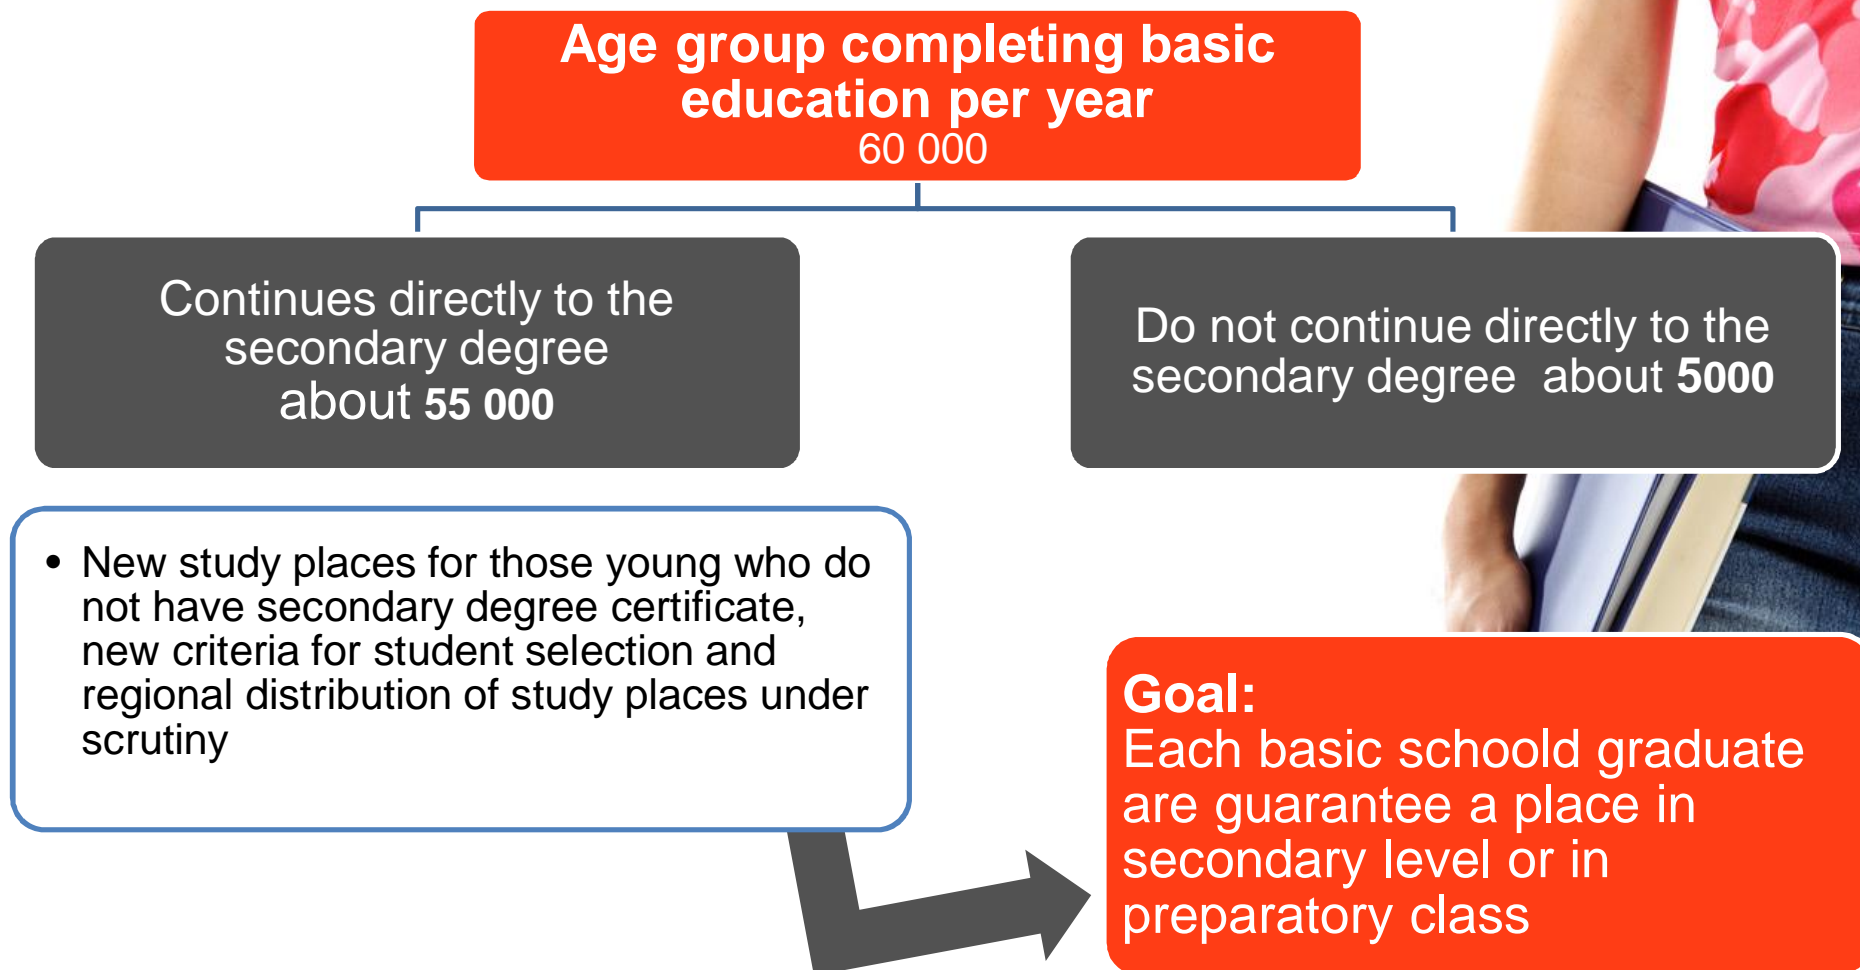 Age group completing basic
education per year
60 000
Continues directly to the
secondary degree
about 55 000
Do not continue directly to the
secondary degree about 5000
• New study places for those young who do
not have secondary degree certificate,
new criteria for student selection and
regional distribution of study places under
scrutiny
Goal:
Each basic schoold graduate
are guarantee a place in
secondary level or in
preparatory class